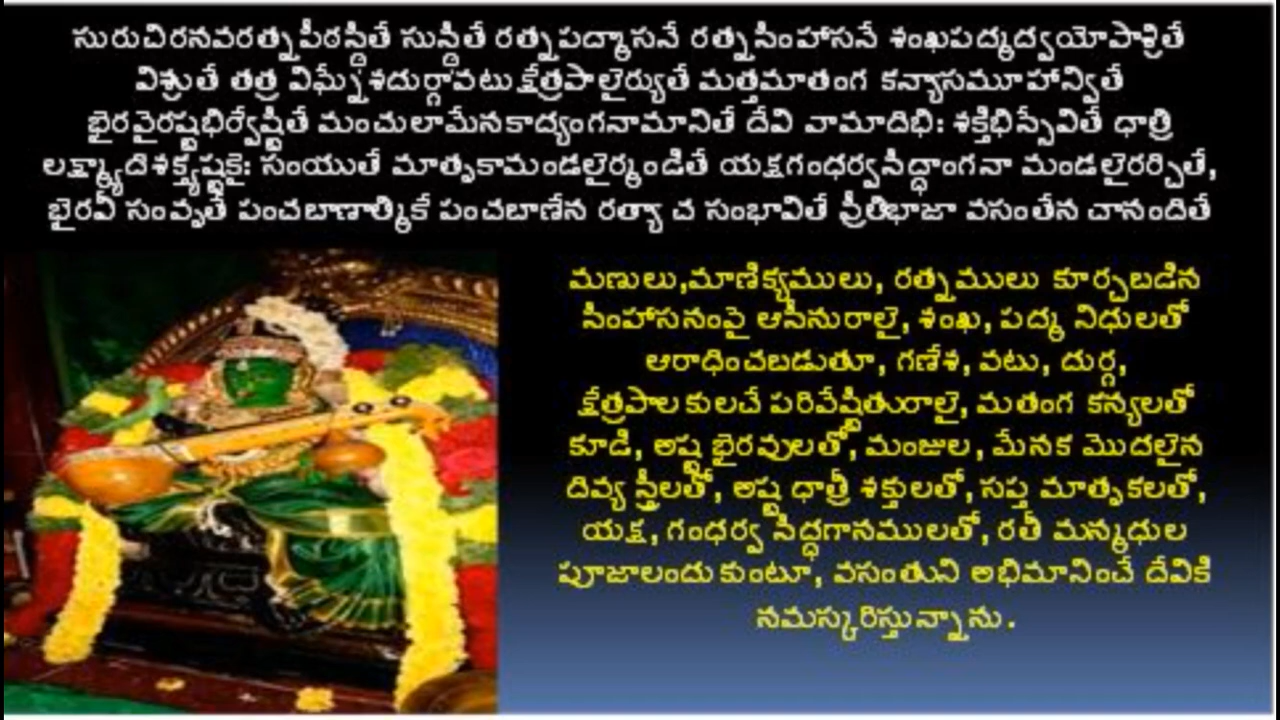 సురుచిరనవరత్నపీఠస్థితే సుస్థితే రత్నపద్మాసనే రత్నసింహాసనే శంఖపద్మద్వయోపాశ్రితే
విశ్రుతే తత్ర విఘ్నేశదుర్గావటుక్షేత్రపాలైర్యుతే మత్తమాతంగ కన్యాసమూహాన్వితే
భైరవైరష్టభిర్వేష్టితే మంచులామేనకాద్యంగనామానితే దేవి వామాదిభిః శక్తిభిస్సేవితే ధాత్రి
లక్ష్మ్యాదిశక్త్యష్టకైః సంయుతే మాతృకామండలైర్మండితే యక్షగంధర్వసిద్ధాంగనా మండలైరర్చితే,
భైరవీ సంవృతే పంచబాణాత్మికే పంచబాణేన రత్యా చ సంభావితే ప్రీతిభాజా వసంతేన చానందితే
మణులు,మాణిక్యములు, రత్నములు కూర్చబడిన
సింహాసనంపై ఆసీనురాలై, శంఖ, పద్మ నిధులతో
ఆరాధించబడుతూ, గణేశ, వటు, దుర్గ,
క్షేత్రపాలకులచే పరివేష్టితురాలై, మతంగ కన్యలతో
కూడి, అష్ట భైరవులతో, మంజుల, మేనక మొదలైన
దివ్య స్త్రీలతో, అష్ట ధాత్రీ శక్తులతో, సప్త మాతృకలతో,
యక్ష, గంధర్వ సిద్ధగానములతో, రతీ మన్మధుల
పూజాలందుకుంటూ, వసంతుని అభిమానించే దేవికి
నమస్కరిస్తున్నాను.